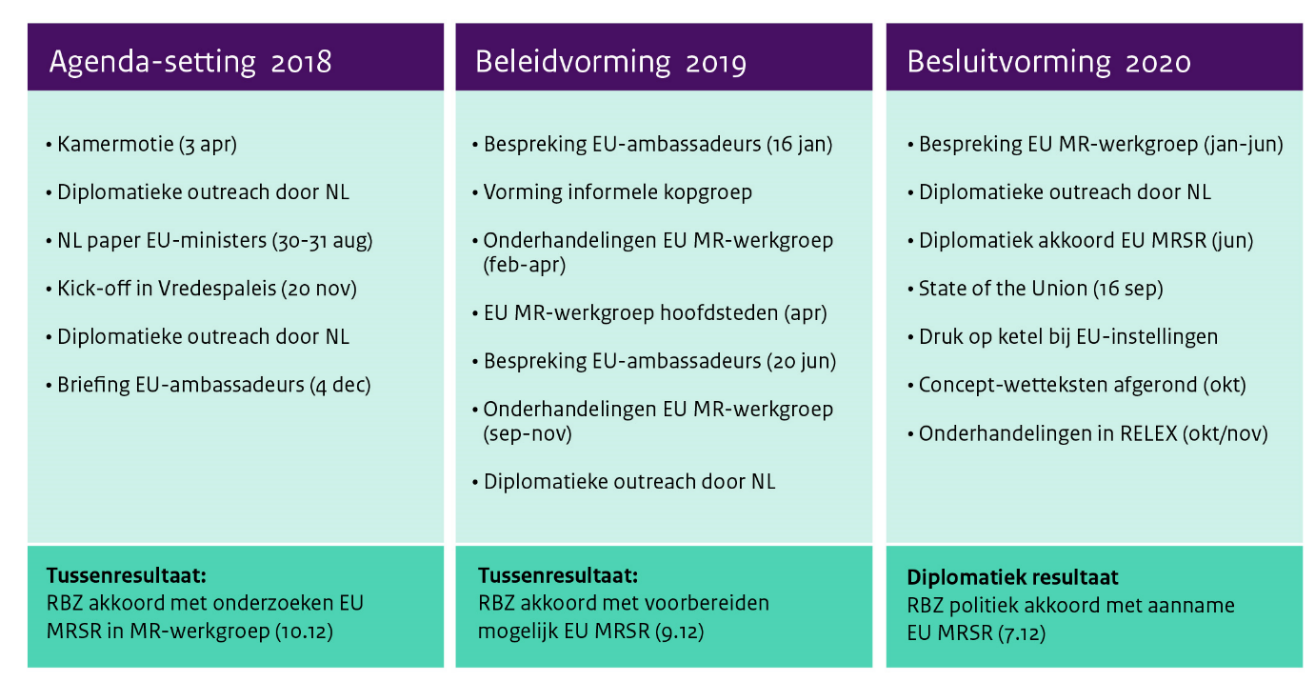 Agenda-setting 2018
• Kamermotie (3 apr)
• Diplomatieke outreach door NL
• NL paper EU-ministers (30-31 aug)
• Kick-off in Vredespaleis (20 nov)
• Diplomatieke outreach door NL
• Briefing EU-ambassadeurs (4 dec)
Tussenresultaat:
RBZ akkoord met onderzoeken EU
MRSR in MR-werkgroep (10.12)
Beleidvorming 2019
• Bespreking EU-ambassadeurs (16 jan)
• Vorming informele kopgroep
• Onderhandelingen EU MR-werkgroep
(feb-apr)
• EU MR-werkgroep hoofdsteden (apr)
• Bespreking EU-ambassadeurs (20 jun)
• Onderhandelingen EU MR-werkgroep
(sep-nov)
• Diplomatieke outreach door NL
Tussenresultaat:
RBZ akkoord met voorbereiden
mogelijk EU MRSR (9.12)
Besluitvorming 2020
• Bespreking EU MR-werkgroep (jan-jun)
• Diplomatieke outreach door NL
• Diplomatiek akkoord EU MRSR (jun)
• State of the Union (16 sep)
• Druk op ketel bij EU-instellingen
• Concept-wetteksten afgerond (okt)
• Onderhandelingen in RELEX (okt/nov)
Diplomatiek resultaat
RBZ politiek akkoord met aanname
EU MRSR (7.12)